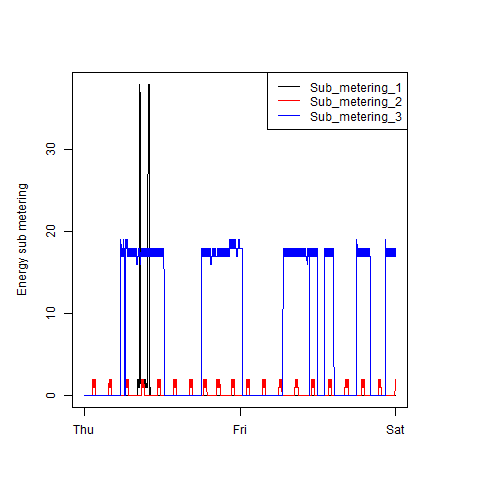 Sub_metering_1
Sub_metering_2
Sub_metering_3
Energy sub metering
30
20
10
0
Thu Fri Sat